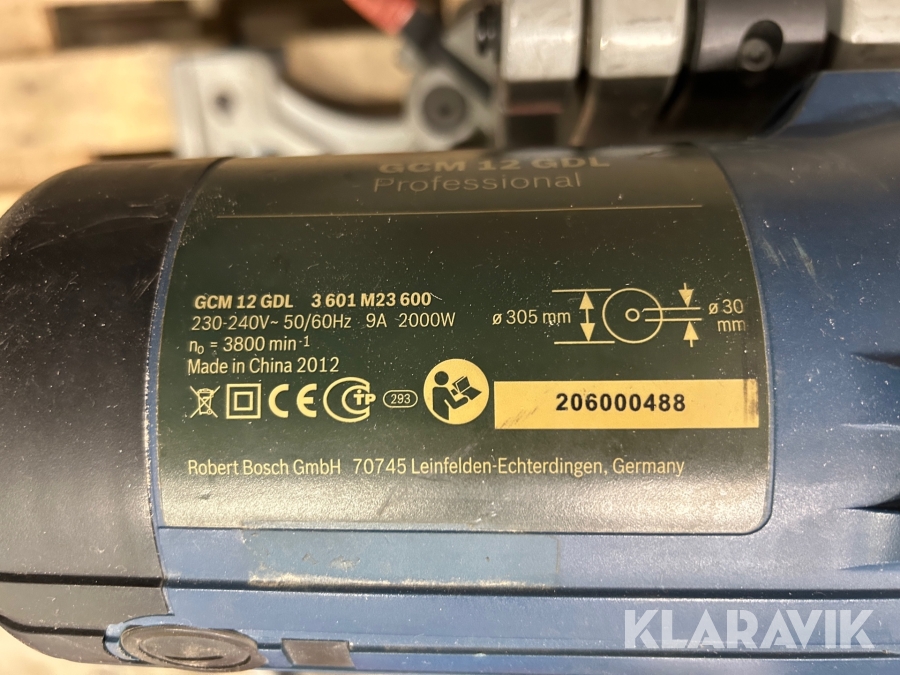 GCM 12 GDL
Professional
GCM 12 GDL 3 601 M23 600
230-240V~ 50/60Hz 9A 2000W
n₀ = 3800 min⁻¹
Made in China 2012
ø 305 mm
ø 30
mm
CE
293
206000488
Robert Bosch GmbH 70745 Leinfelden-Echterdingen, Germany
KLARAVIK